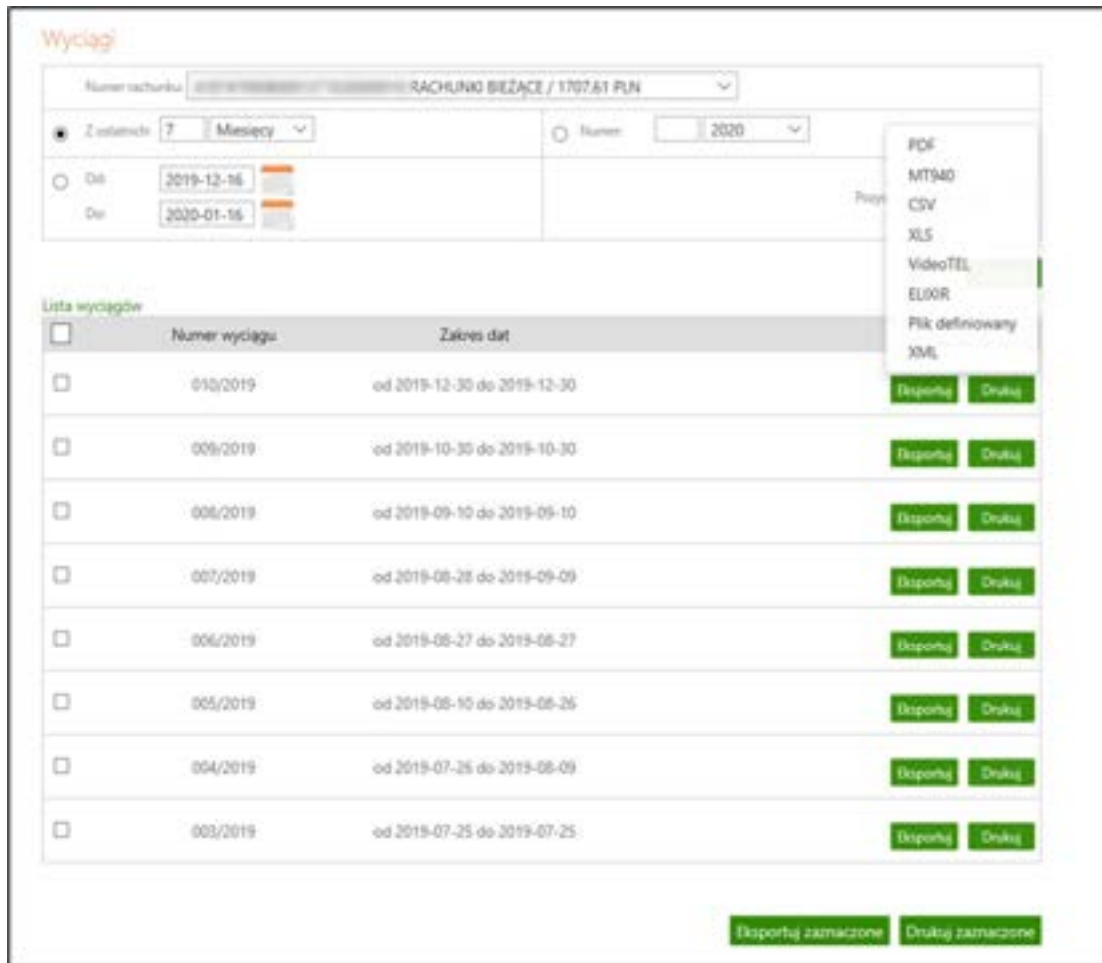 Wyciągi
Numer rachunku RACHUNKI BIEŻĄCE / 1707,61 PLN
Z ostatnich 7 Miesięcy Numer 2020
Od 2019-12-16
Do 2020-01-16
PDF
MT940
CSV
XLS
VideoTEL
ELIXIR
Plik definiowany
XML
Lista wyciągów
Numer wyciągu Zakres dat
010/2019 od 2019-12-30 do 2019-12-30 Eksportuj Drukuj
009/2019 od 2019-10-30 do 2019-10-30 Eksportuj Drukuj
008/2019 od 2019-09-10 do 2019-09-10 Eksportuj Drukuj
007/2019 od 2019-08-28 do 2019-09-09 Eksportuj Drukuj
006/2019 od 2019-08-27 do 2019-08-27 Eksportuj Drukuj
005/2019 od 2019-08-10 do 2019-08-26 Eksportuj Drukuj
004/2019 od 2019-07-26 do 2019-08-09 Eksportuj Drukuj
003/2019 od 2019-07-25 do 2019-07-25 Eksportuj Drukuj
Eksportuj zaznaczone Drukuj zaznaczone